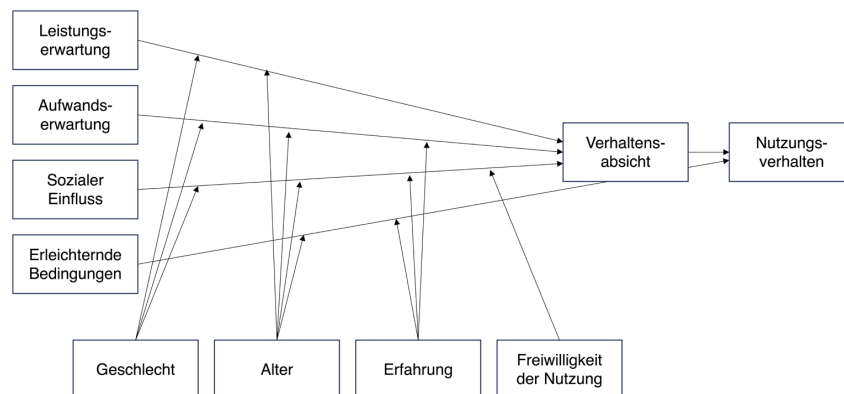 Leistungs-
erwartung
Aufwands-
erwartung
Sozialer
Einfluss
Erleichternde
Bedingungen
Verhaltens-
absicht
Nutzungs-
verhalten
Geschlecht
Alter
Erfahrung
Freiwilligkeit
der Nutzung